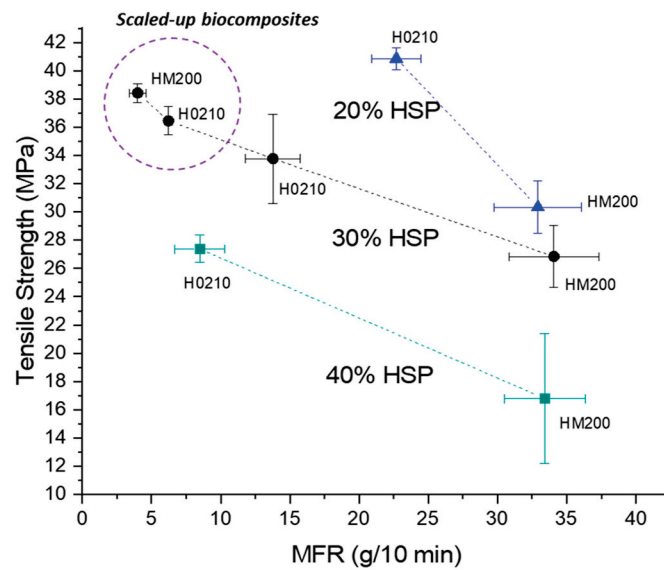 Scaled-up biocomposites
42
40
38
36
34
32
30
28
26
24
22
20
18
16
14
12
10
Tensile Strength (MPa)
H0210
HM200
H0210
20% HSP
H0210
HM200
30% HSP
HM200
H0210
40% HSP
HM200
0 5 10 15 20 25 30 35 40
MFR (g/10 min)